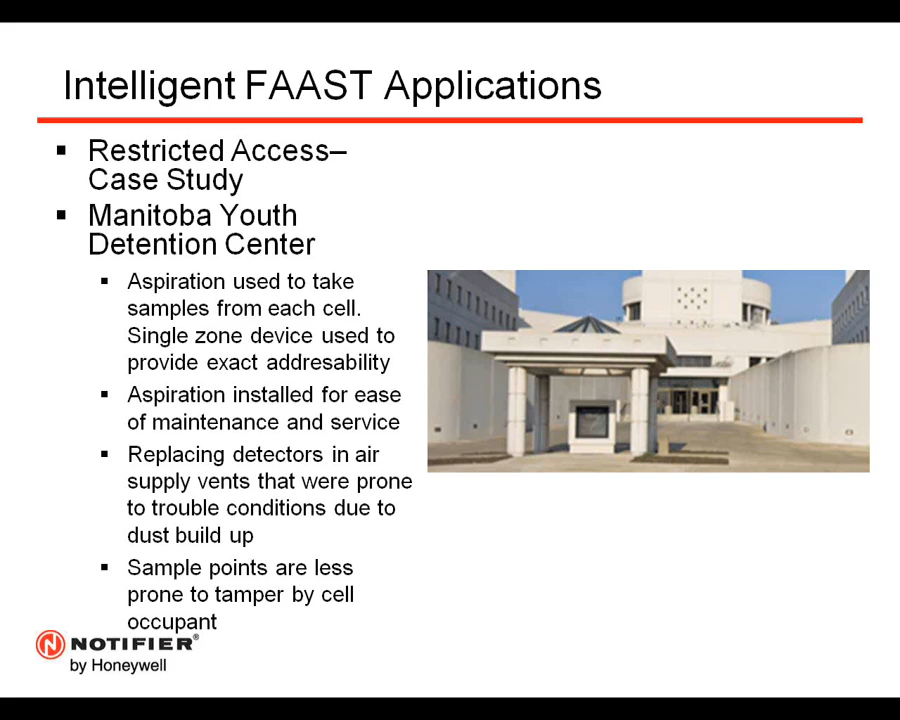 Intelligent FAAST Applications
▪ Restricted Access–
Case Study
▪ Manitoba Youth
Detention Center
▪ Aspiration used to take
samples from each cell.
Single zone device used to
provide exact addresability
▪ Aspiration installed for ease
of maintenance and service
▪ Replacing detectors in air
supply vents that were prone
to trouble conditions due to
dust build up
▪ Sample points are less
prone to tamper by cell
occupant
N NOTIFIER®
by Honeywell